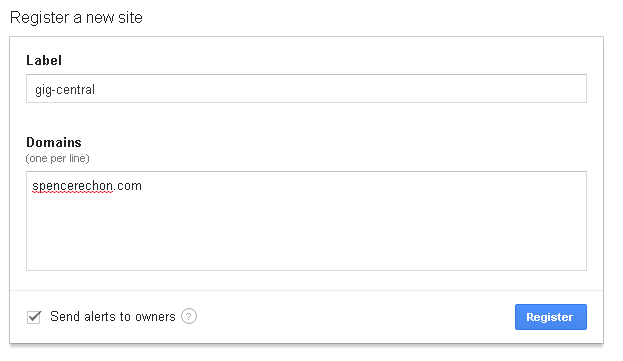 Register a new site
Label
gig-central
Domains
(one per line)
spencerechon.com
Send alerts to owners ?
Register